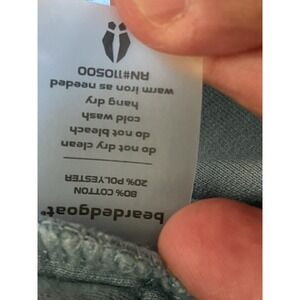 beardedgoat®
80% COTTON
20% POLYESTER
do not dry clean
do not bleach
cold wash
hang dry
warm iron as needed
RN#110500